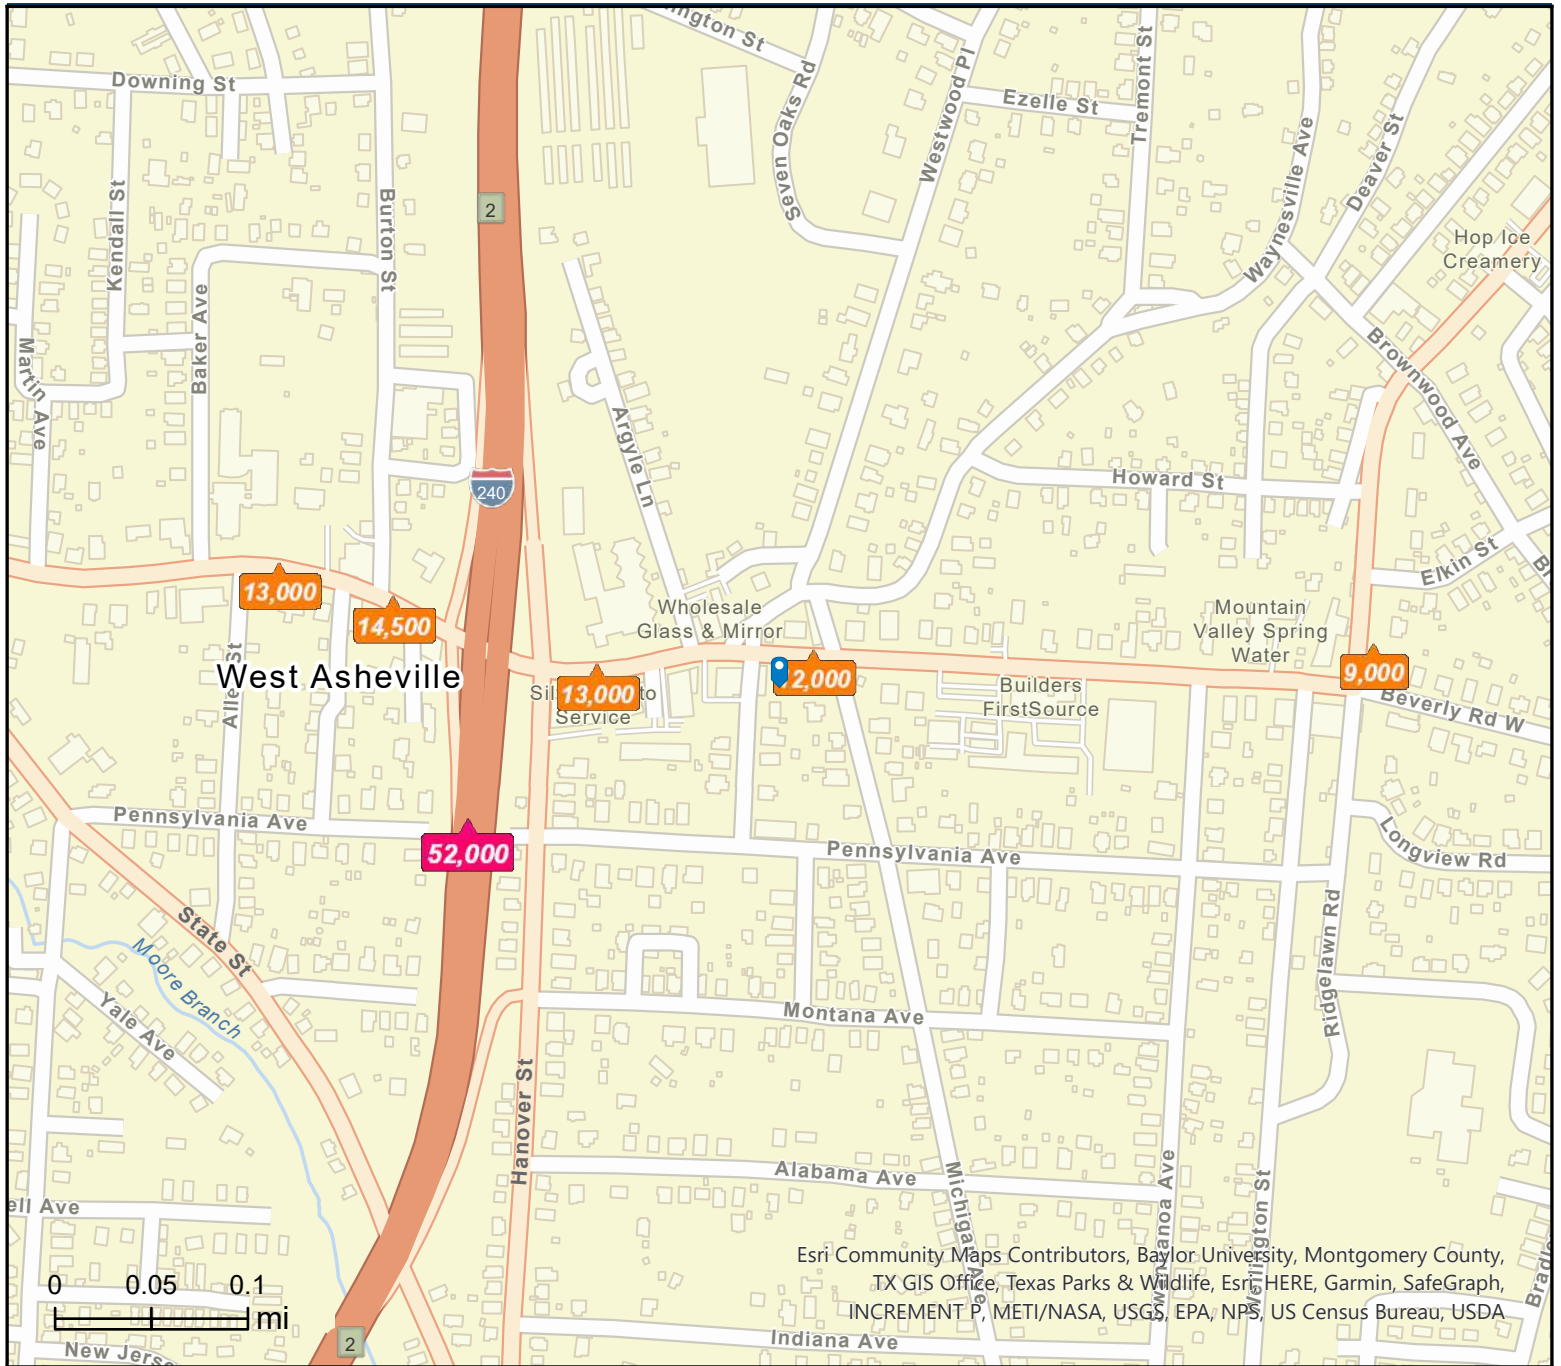 Downing St
Kendall St
Burton St
Baker Ave
Martin Ave
2
Seven Oaks Rd
Westwood Pl
Ezelle St
Tremont St
Waynesville Ave
Deaver St
Hop Ice
Creamery
Brownwood Ave
Argyle Ln
240
Howard St
Elkin St
13,000
14,500
West Asheville
13,000
Service
Wholesale
Glass & Mirror
Mountain
Valley Spring
Water
9,000
Builders
FirstSource
Beverly Rd W
Pennsylvania Ave
52,000
Pennsylvania Ave
Longview Rd
State St
Moore Branch
Yale Ave
Montana Ave
Ridgelawn Rd
Hanover St
Alabama Ave
Michigan Ave
ell Ave
Indiana Ave
0 0.05 0.1
mi
2
Esri Community Maps Contributors, Baylor University, Montgomery County,
TX GIS Office, Texas Parks & Wildlife, Esri, HERE, Garmin, SafeGraph,
INCREMENT P, METI/NASA, USGS, EPA, NPS, US Census Bureau, USDA